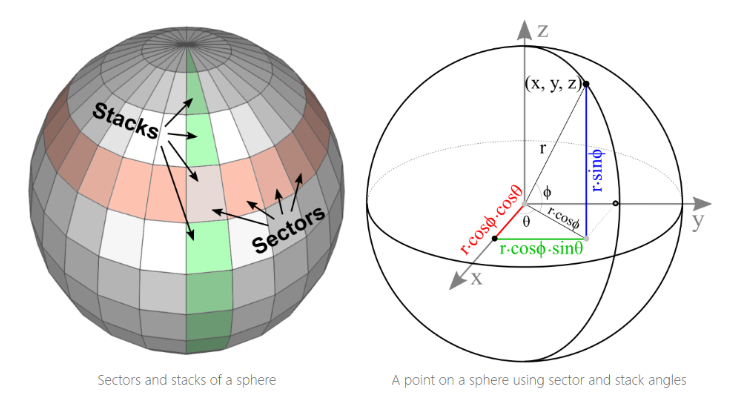 Stacks
Sectors
z
(x, y, z)
r
r·sinϕ
ϕ
r·cosϕ·cosθ
r·cosϕ
θ
y
r·cosϕ·sinθ
x
Sectors and stacks of a sphere
A point on a sphere using sector and stack angles